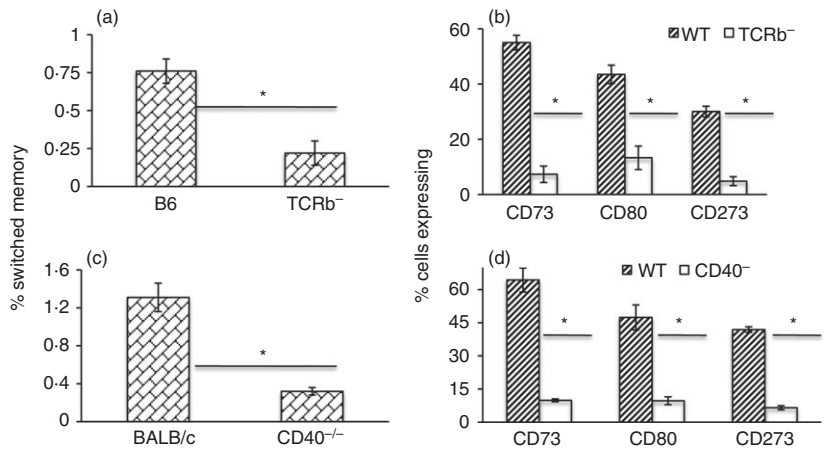 (a)
1
0·75
0·5
0·25
0
*
B6 TCRb⁻
(b)
WT TCRb⁻
60
40
20
0
* * *
CD73 CD80 CD273
% switched memory
% cells expressing
(c)
1·6
1·2
0·8
0·4
0
*
BALB/c CD40⁻/⁻
(d)
WT CD40⁻
60
45
30
15
0
* * *
CD73 CD80 CD273